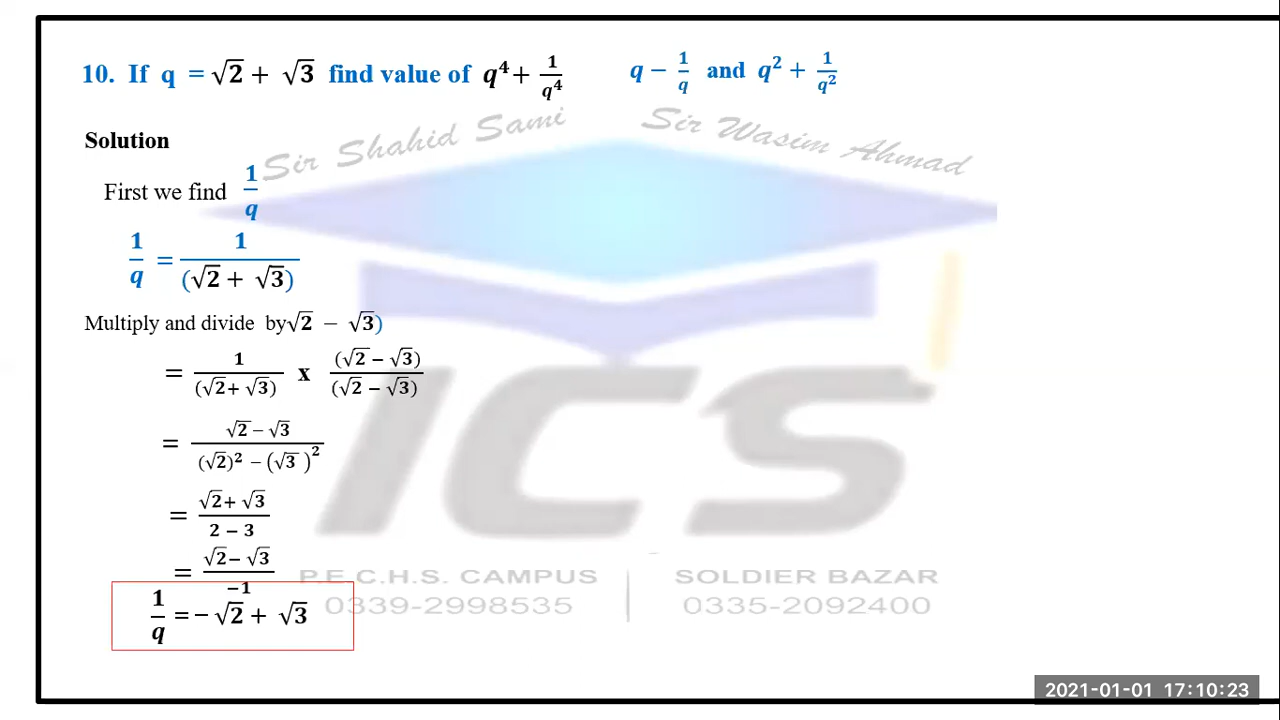 10. If q = √2 + √3 find value of q⁴ + 1/q⁴ q − 1/q and q² + 1/q²
Sir Shahid Sami Sir Wasim Ahmad
Solution
First we find 1/q
1/q = 1/(√2 + √3)
Multiply and divide by√2 − √3)
= 1/(√2+ √3) x (√2 − √3)/(√2 − √3)
= √2 − √3/(√2)² − (√3 )²
= √2+ √3/2 − 3
= √2− √3/−1
1/q = − √2 + √3
ICS
P.E.C.H.S. CAMPUS | SOLDIER BAZAR
0339-2998535 | 0335-2092400
2021-01-01 17:10:23